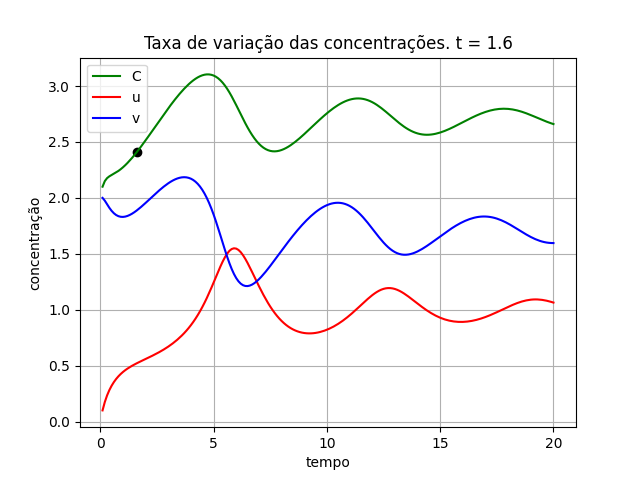 Taxa de variação das concentrações. t = 1.6
C
u
v
3.0
2.5
2.0
1.5
1.0
0.5
0.0
concentração
0 5 10 15 20
tempo